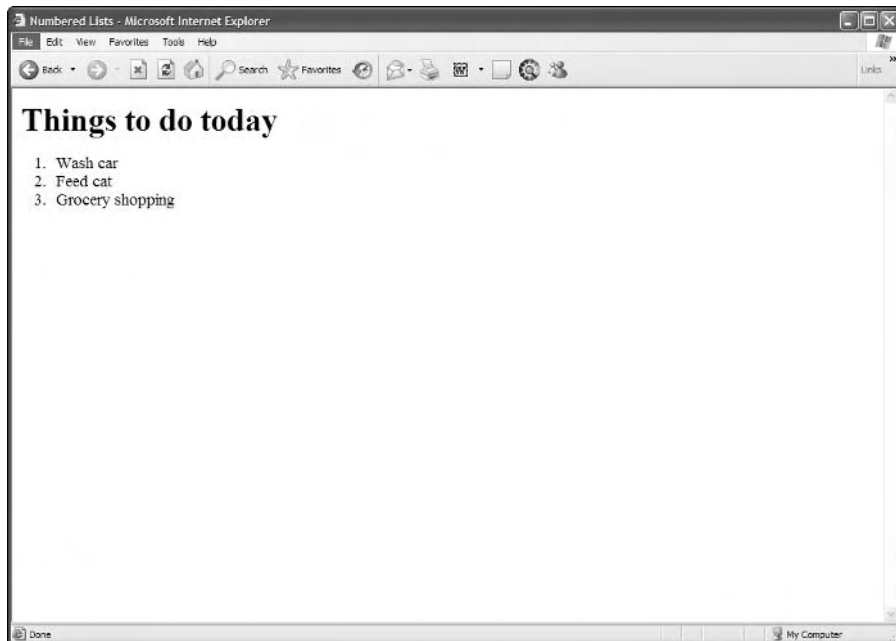 Numbered Lists - Microsoft Internet Explorer
File Edit View Favorites Tools Help
Back Search Favorites W Links »
Things to do today
1. Wash car
2. Feed cat
3. Grocery shopping
Done My Computer